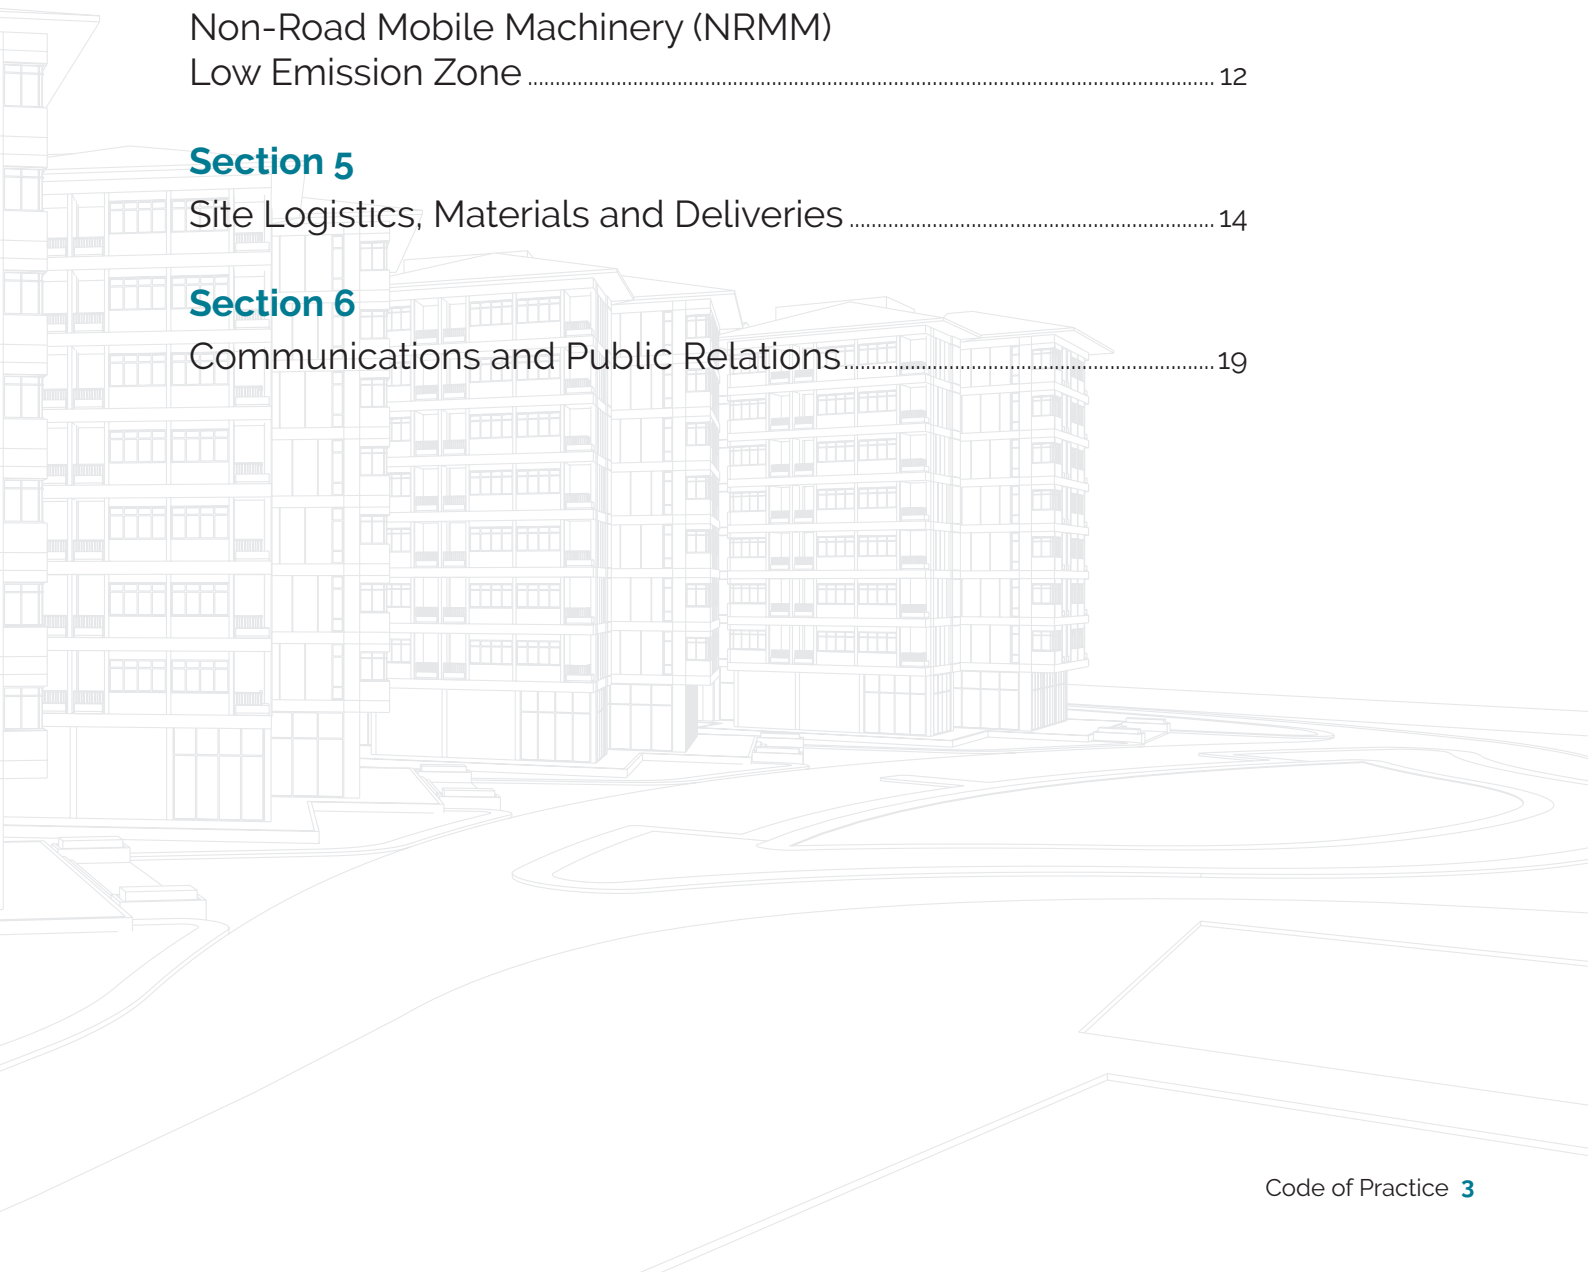 Non-Road Mobile Machinery (NRMM)
Low Emission Zone ........................................................................................................................ 12
Section 5
Site Logistics, Materials and Deliveries ................................................................ 14
Section 6
Communications and Public Relations ................................................................. 19
Code of Practice 3